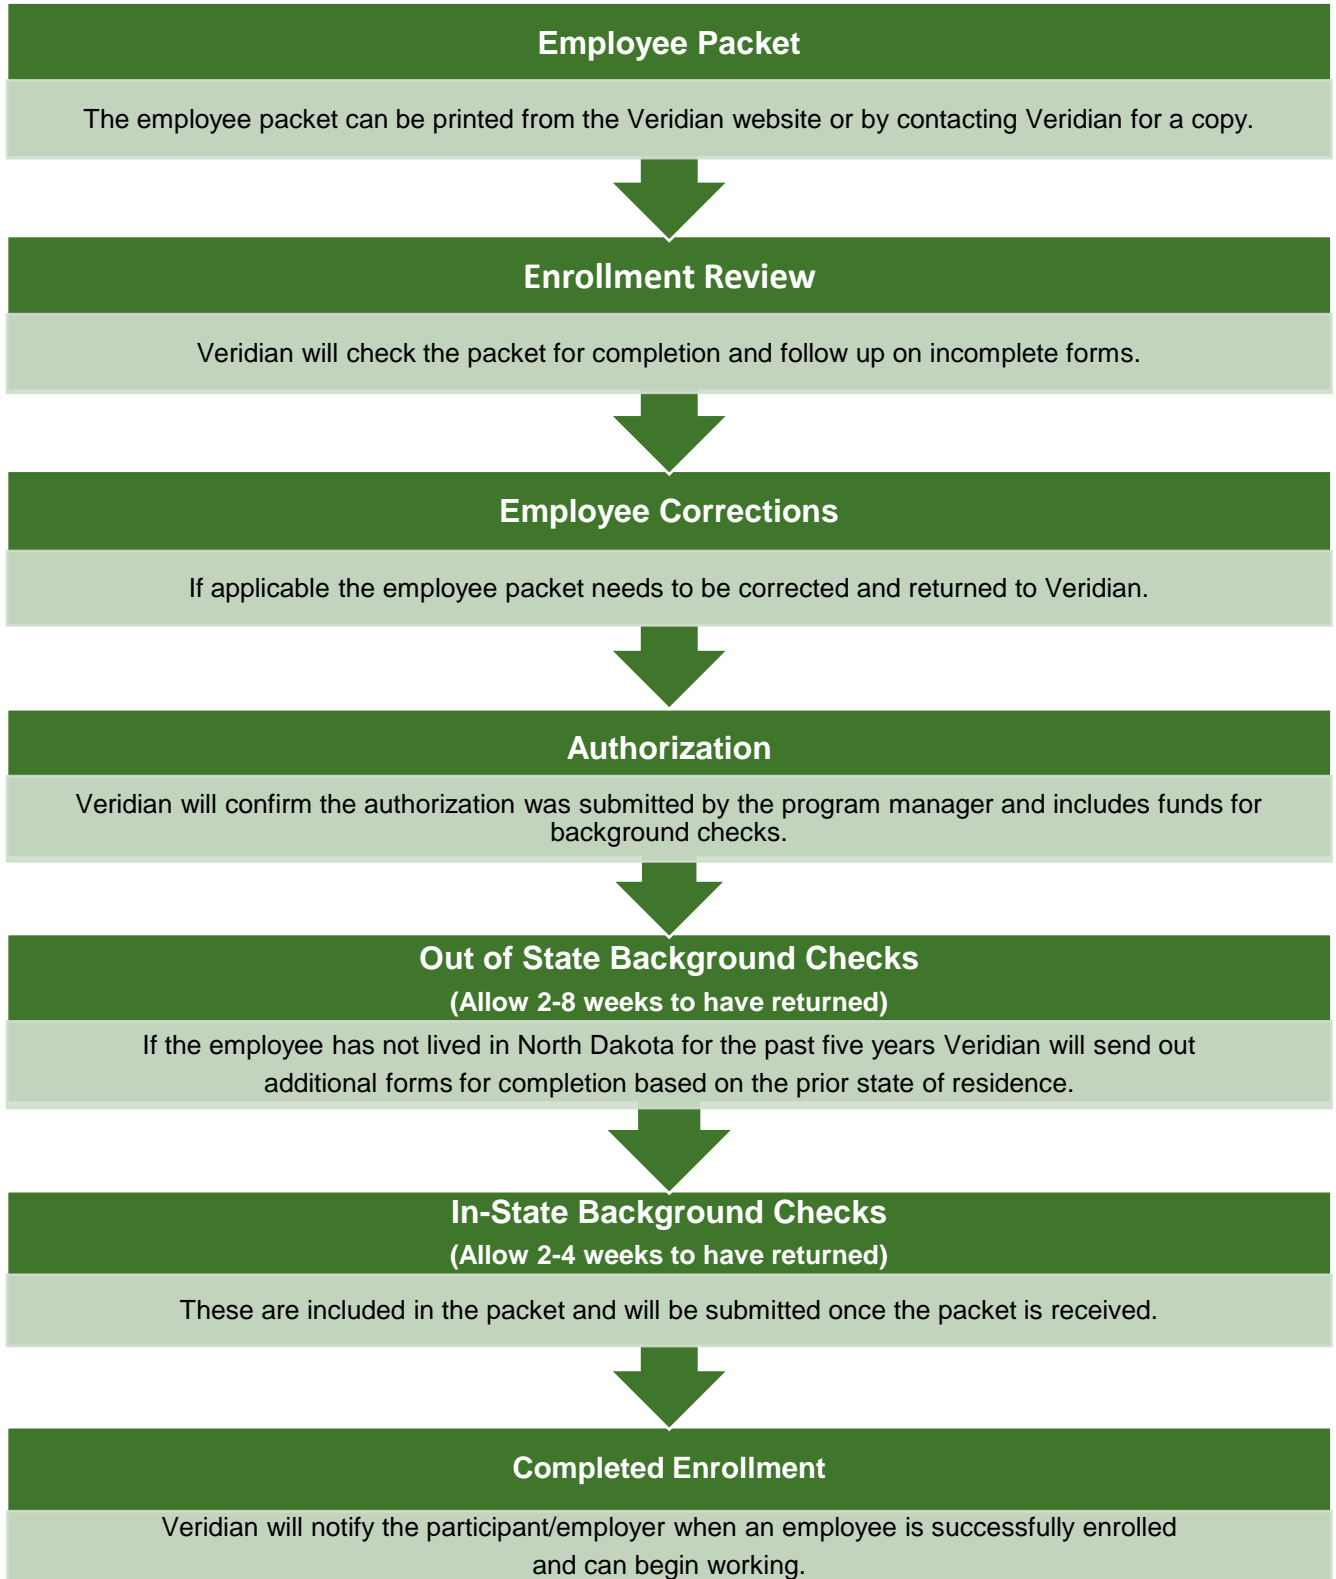 Employee Packet
The employee packet can be printed from the Veridian website or by contacting Veridian for a copy.
Enrollment Review
Veridian will check the packet for completion and follow up on incomplete forms.
Employee Corrections
If applicable the employee packet needs to be corrected and returned to Veridian.
Authorization
Veridian will confirm the authorization was submitted by the program manager and includes funds for
background checks.
Out of State Background Checks
(Allow 2-8 weeks to have returned)
If the employee has not lived in North Dakota for the past five years Veridian will send out
additional forms for completion based on the prior state of residence.
In-State Background Checks
(Allow 2-4 weeks to have returned)
These are included in the packet and will be submitted once the packet is received.
Completed Enrollment
Veridian will notify the participant/employer when an employee is successfully enrolled
and can begin working.